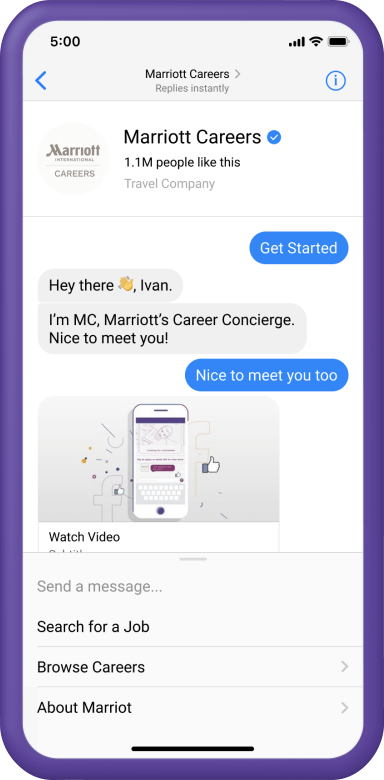 5:00
Marriott Careers
Replies instantly
Marriott
INTERNATIONAL
CAREERS
Marriott Careers
1.1M people like this
Travel Company
Get Started
Hey there 👋, Ivan.
I'm MC, Marriott's Career Concierge.
Nice to meet you!
Nice to meet you too
Watch Video
Send a message...
Search for a Job
Browse Careers
About Marriot